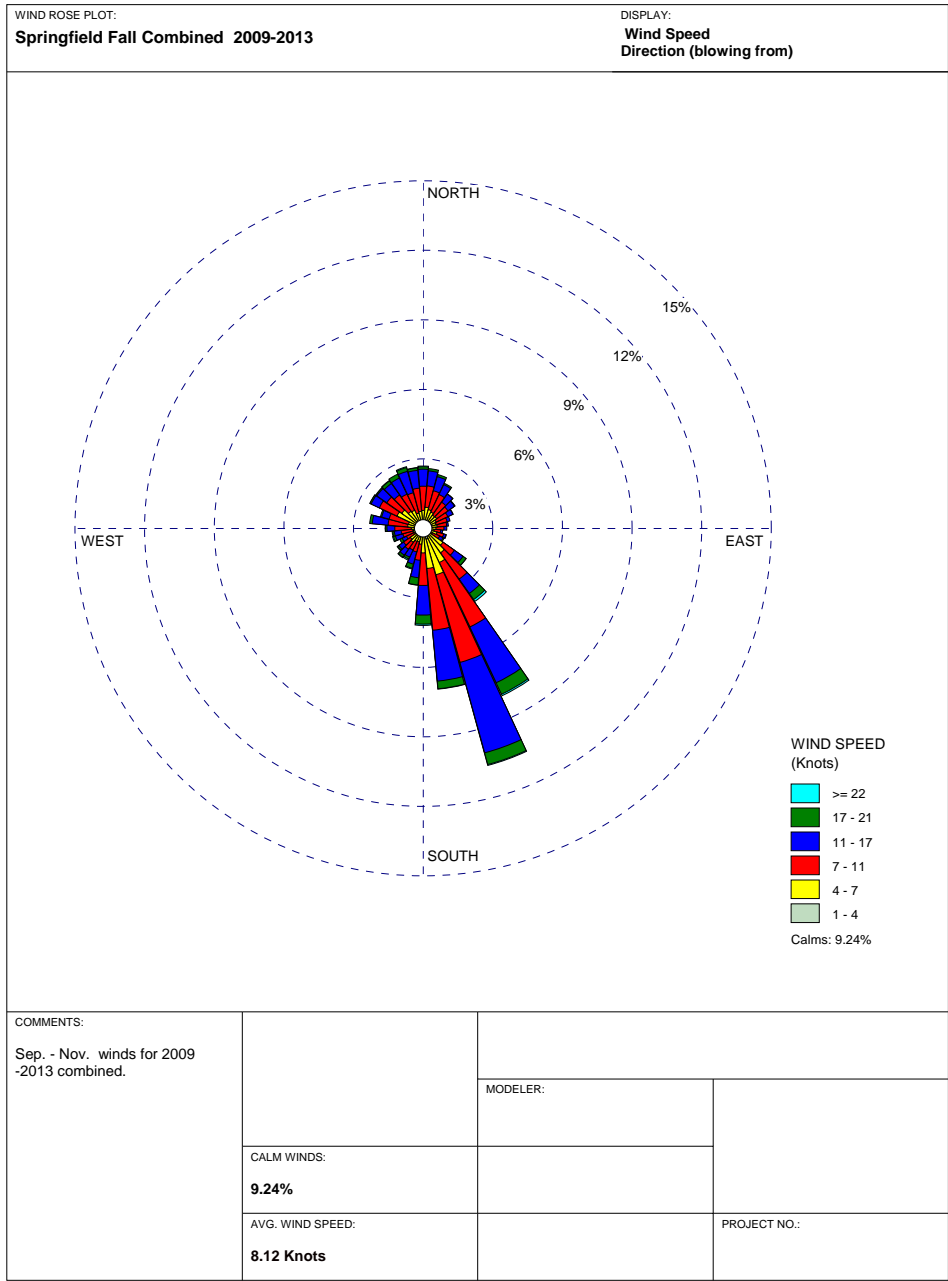 WIND ROSE PLOT:
Springfield Fall Combined  2009-2013
DISPLAY:
Wind Speed
Direction (blowing from)
NORTH
15%
12%
9%
6%
3%
WEST
EAST
SOUTH
WIND SPEED
(Knots)
>= 22
17 - 21
11 - 17
7 - 11
4 - 7
1 - 4
Calms: 9.24%
COMMENTS:
Sep. - Nov.  winds for 2009
-2013 combined.
MODELER:
CALM WINDS:
9.24%
AVG. WIND SPEED:
8.12 Knots
PROJECT NO.: